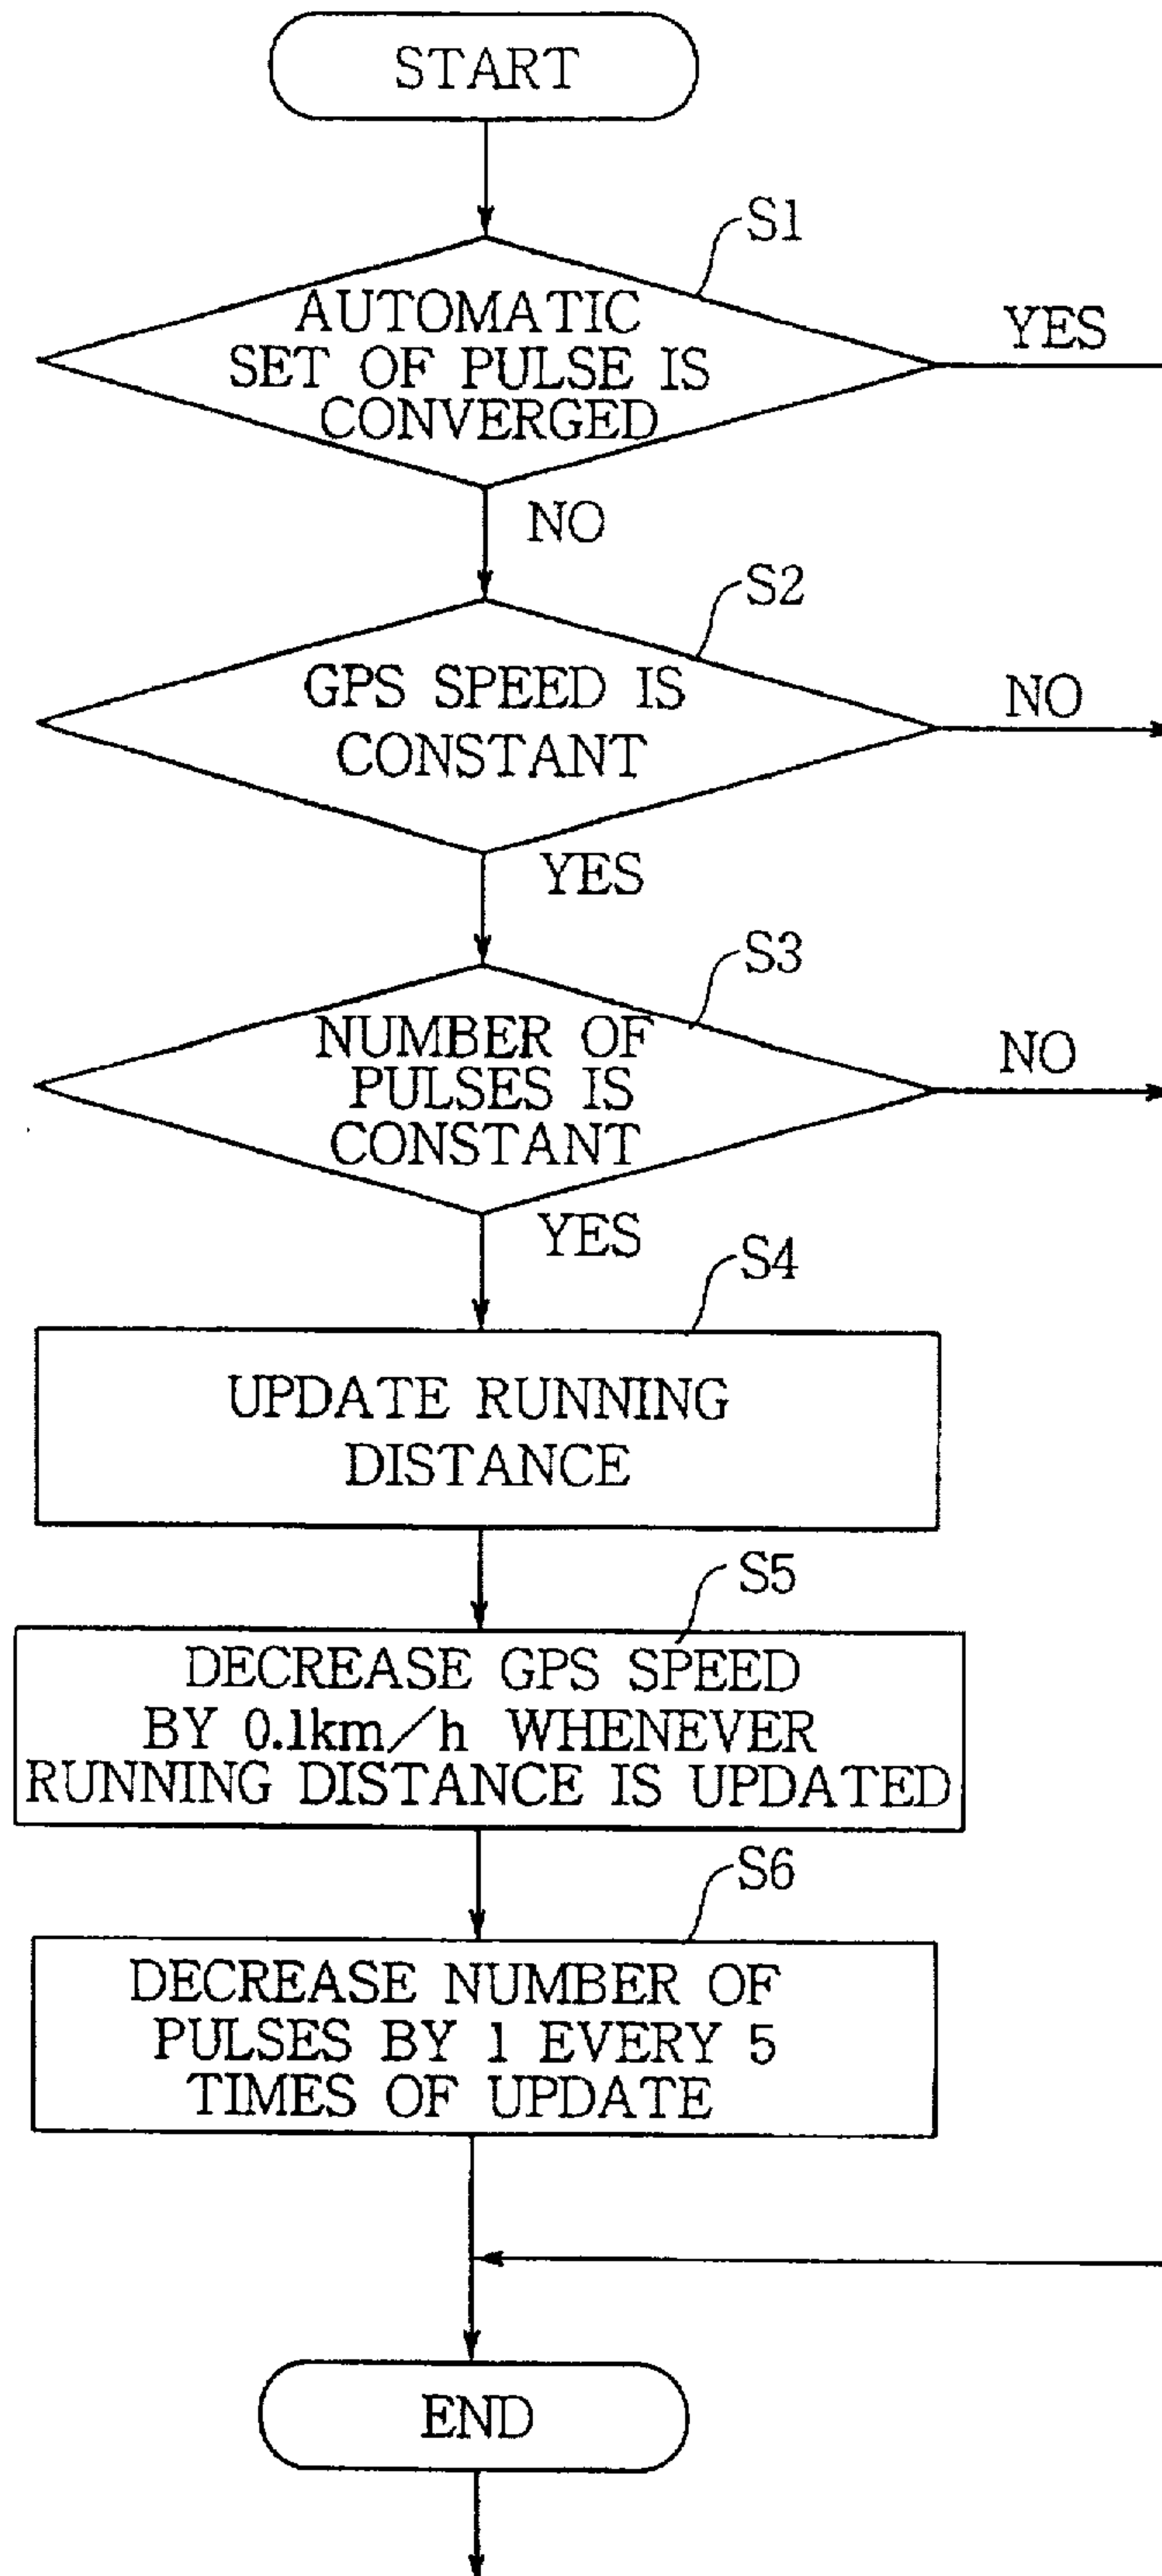 START
S1
AUTOMATIC
SET OF PULSE IS
CONVERGED
YES
NO
S2
GPS SPEED IS
CONSTANT
NO
YES
S3
NUMBER OF
PULSES IS
CONSTANT
NO
YES
S4
UPDATE RUNNING
DISTANCE
S5
DECREASE GPS SPEED
BY 0.1km/h WHENEVER
RUNNING DISTANCE IS UPDATED
S6
DECREASE NUMBER OF
PULSES BY 1 EVERY 5
TIMES OF UPDATE
END